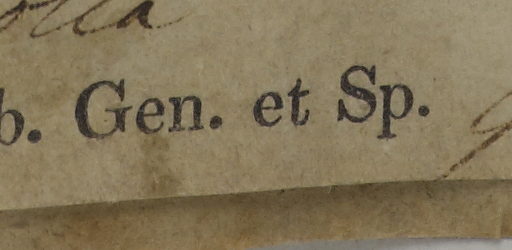 b. Gen. et Sp.